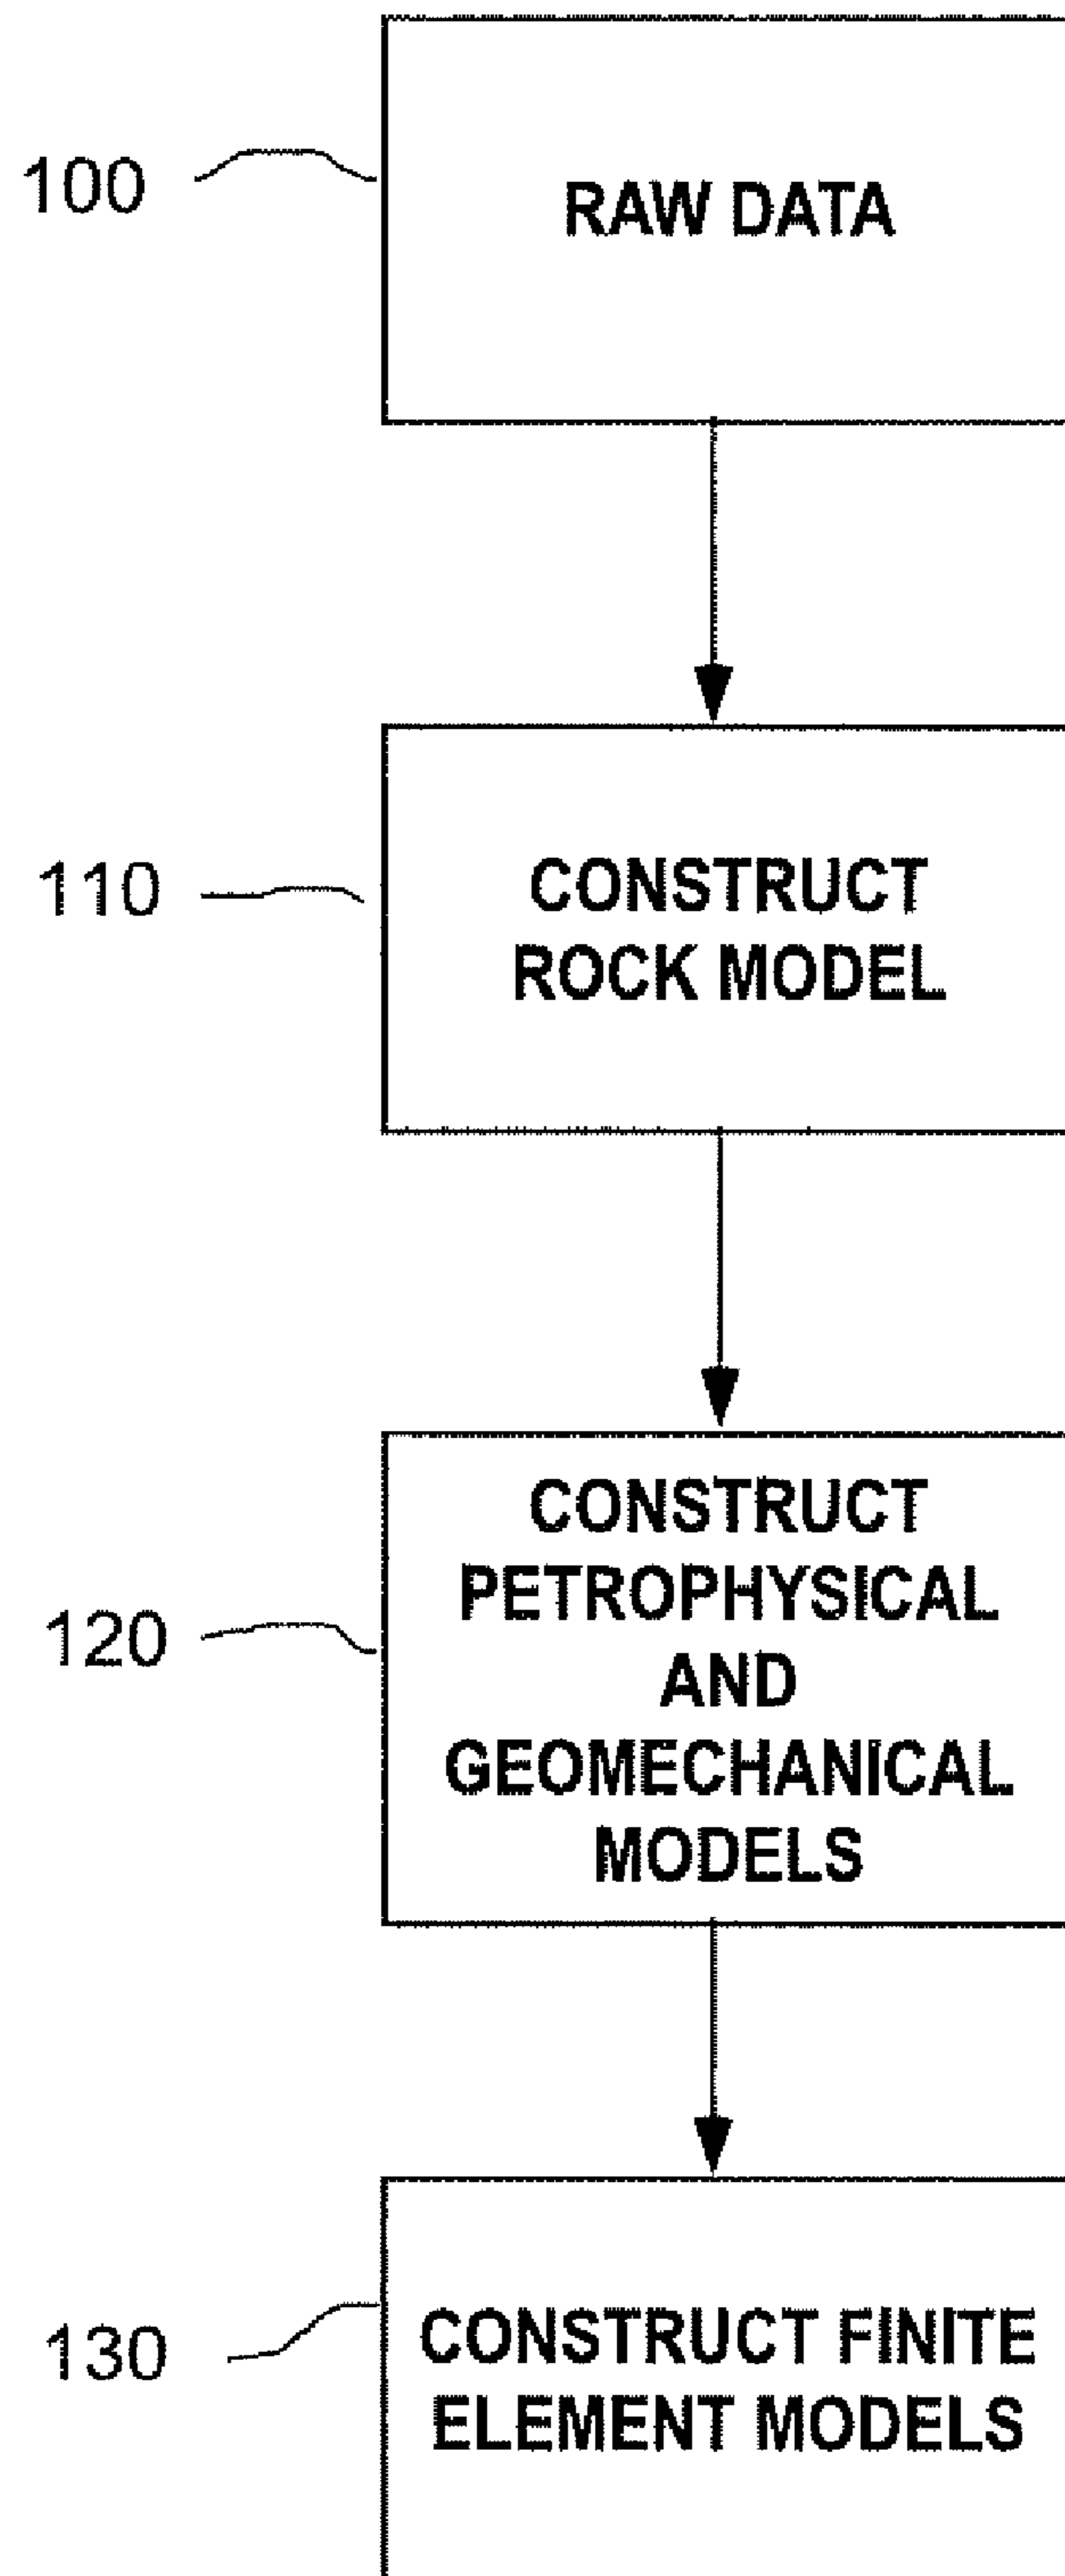 100
RAW DATA
110
CONSTRUCT
ROCK MODEL
120
CONSTRUCT
PETROPHYSICAL
AND
GEOMECHANICAL
MODELS
130
CONSTRUCT FINITE
ELEMENT MODELS